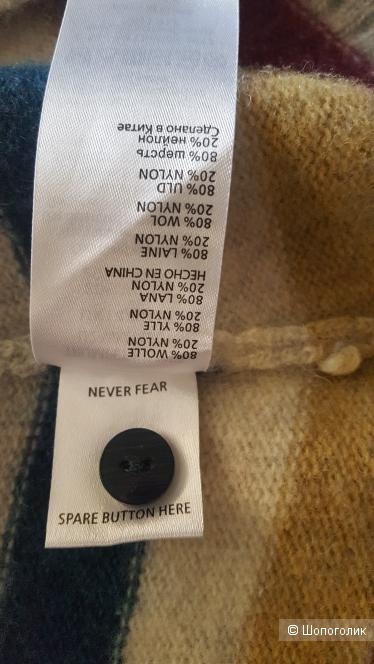 80% WOLLE
20% NYLON
80% YLLE
20% NYLON
80% LANA
20% NYLON
HECHO EN CHINA
80% LAINE
20% NYLON
80% WOL
20% NYLON
80% ULD
20% NYLON
80% шерсть
20% нейлон
Сделано в Китае
NEVER FEAR
SPARE BUTTON HERE
© Шопоголик